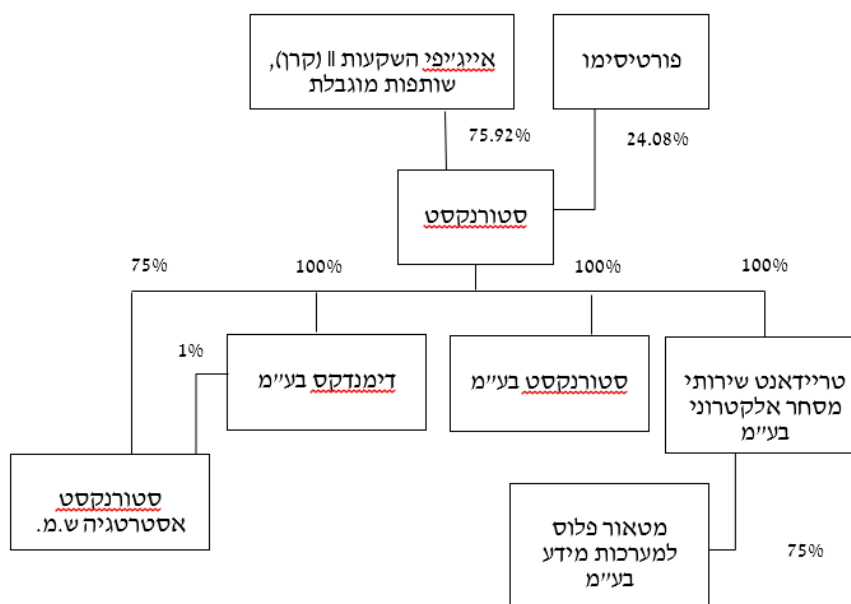 אייג'יפי השקעות II (קרן),
שותפות מוגבלת
פורטיסימו
75.92%
24.08%
סטורנקסט
75%
100%
100%
100%
1%
דימנדקס בע"מ
סטורנקסט בע"מ
טריידאנט שירותי
מסחר אלקטרוני
בע"מ
סטורנקסט
אסטרטגיה ש.מ.
מטאור פלוס
למערכות מידע
בע"מ
75%